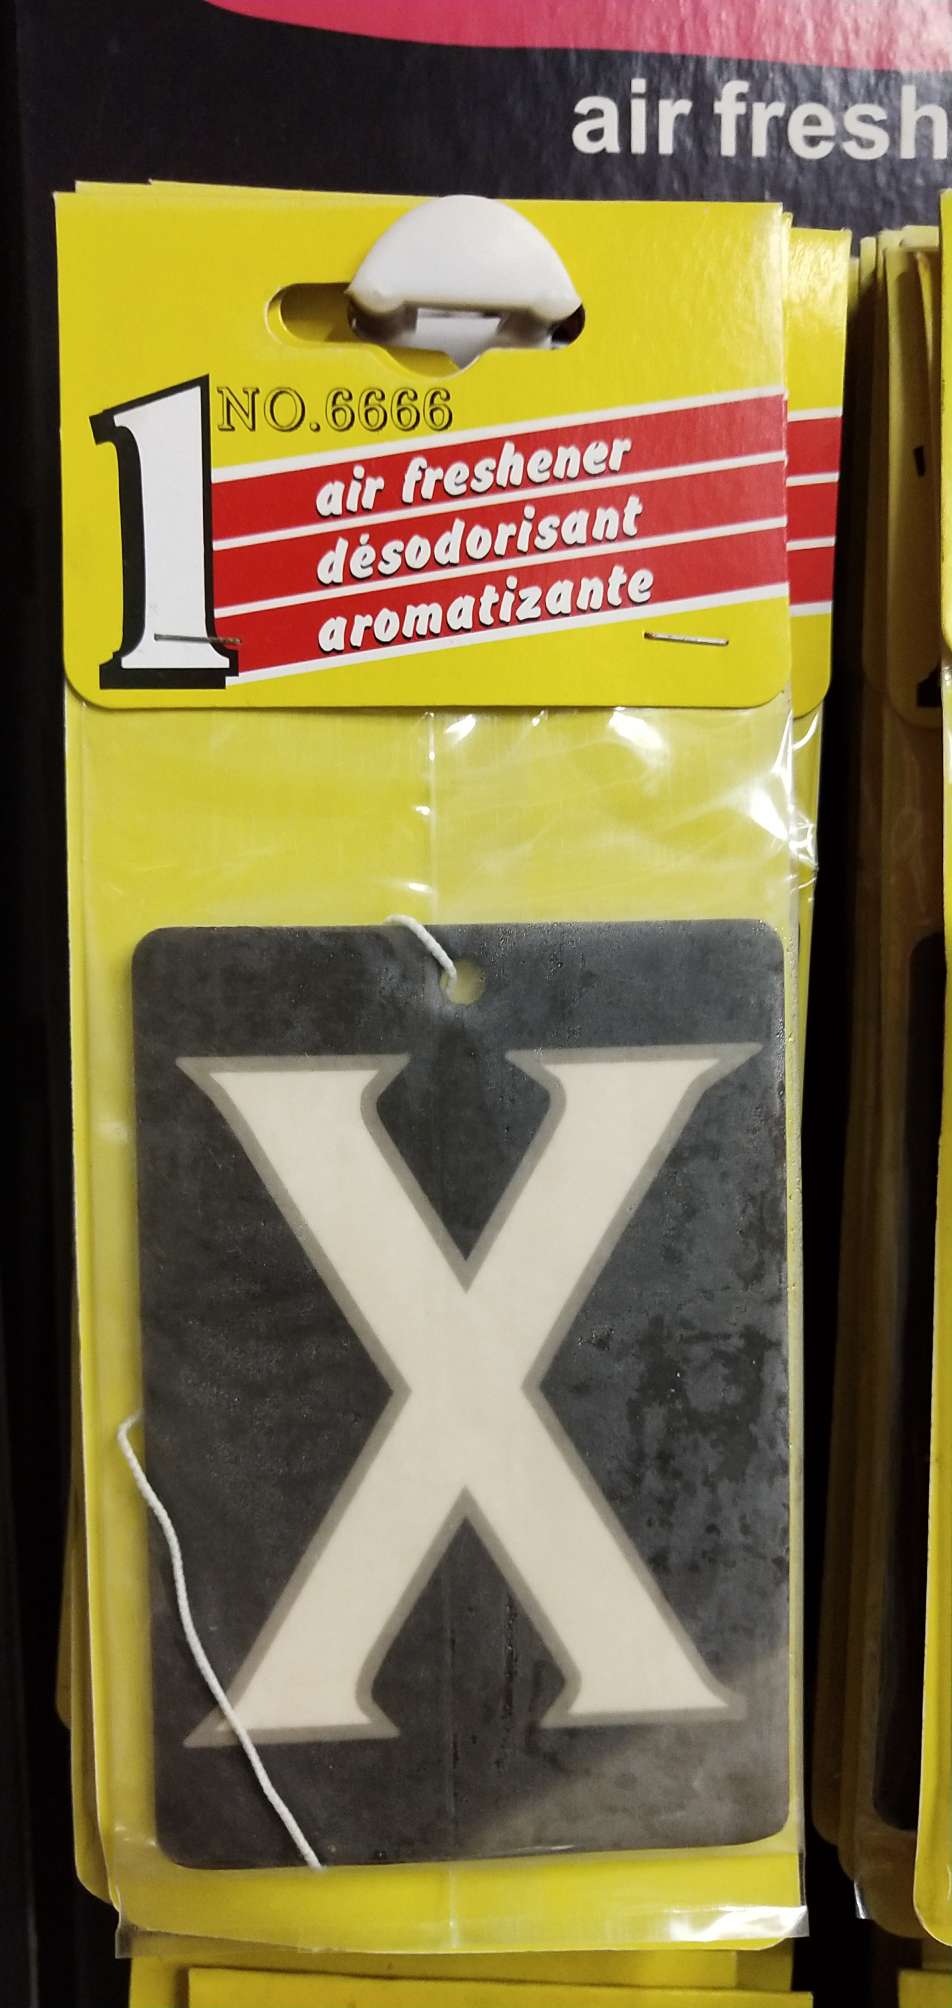 air fresh
1
NO.6666
air freshener
désodorisant
aromatizante
X